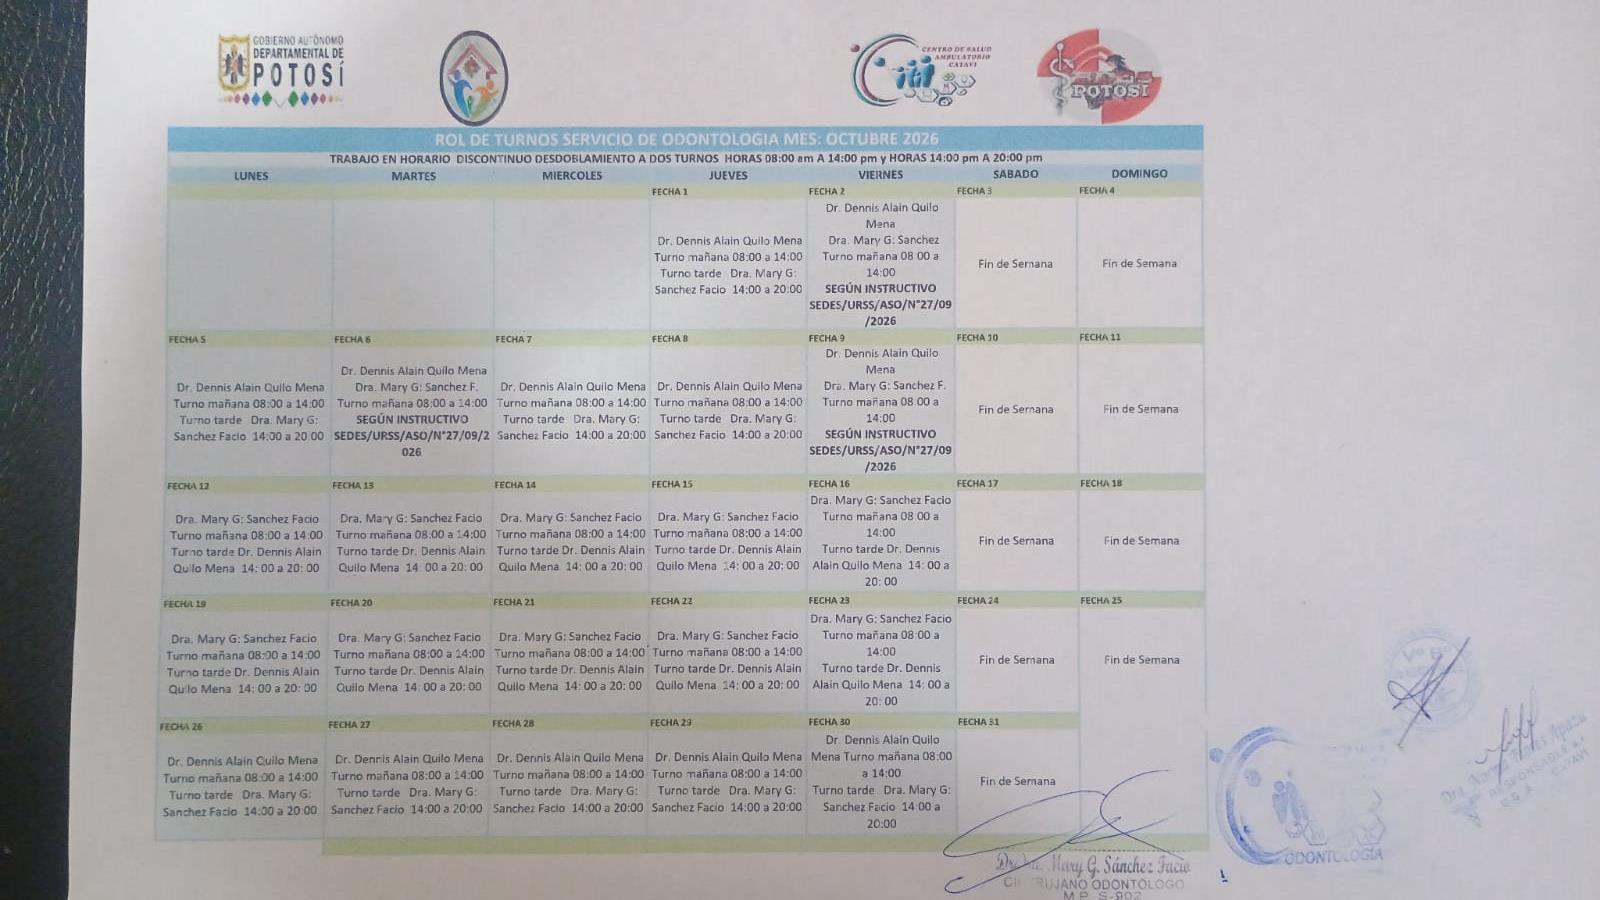 GOBIERNO AUTÓNOMO
DEPARTAMENTAL DE
POTOSÍ
CENTRO DE SALUD
AMBULATORIO
CATAVI
POTOSI
ROL DE TURNOS SERVICIO DE ODONTOLOGIA MES: OCTUBRE 2026
TRABAJO EN HORARIO DISCONTINUO DESDOBLAMIENTO A DOS TURNOS HORAS 08:00 am A 14:00 pm y HORAS 14:00 pm A 20:00 pm
LUNES MARTES MIERCOLES JUEVES VIERNES SABADO DOMINGO
FECHA 1
Dr. Dennis Alain Quilo Mena
Turno mañana 08:00 a 14:00
Turno tarde Dra. Mary G:
Sanchez Facio 14:00 a 20:00
FECHA 2
Dr. Dennis Alain Quilo
Mena
Dra. Mary G: Sanchez
Turno mañana 08:00 a
14:00
SEGÚN INSTRUCTIVO
SEDES/URSS/ASO/N°27/09
/2026
FECHA 3
Fin de Semana
FECHA 4
Fin de Semana
FECHA 5
Dr. Dennis Alain Quilo Mena
Turno mañana 08:00 a 14:00
Turno tarde Dra. Mary G:
Sanchez Facio 14:00 a 20:00
FECHA 6
Dr. Dennis Alain Quilo Mena
Dra. Mary G: Sanchez F.
Turno mañana 08:00 a 14:00
SEGÚN INSTRUCTIVO
SEDES/URSS/ASO/N°27/09/2
026
FECHA 7
Dr. Dennis Alain Quilo Mena
Turno mañana 08:00 a 14:00
Turno tarde Dra. Mary G:
Sanchez Facio 14:00 a 20:00
FECHA 8
Dr. Dennis Alain Quilo Mena
Turno mañana 08:00 a 14:00
Turno tarde Dra. Mary G:
Sanchez Facio 14:00 a 20:00
FECHA 9
Dr. Dennis Alain Quilo
Mena
Dra. Mary G: Sanchez F.
Turno mañana 08:00 a
14:00
SEGÚN INSTRUCTIVO
SEDES/URSS/ASO/N°27/09
/2026
FECHA 10
Fin de Semana
FECHA 11
Fin de Semana
FECHA 12
Dra. Mary G: Sanchez Facio
Turno mañana 08:00 a 14:00
Turno tarde Dr. Dennis Alain
Quilo Mena 14: 00 a 20: 00
FECHA 13
Dra. Mary G: Sanchez Facio
Turno mañana 08:00 a 14:00
Turno tarde Dr. Dennis Alain
Quilo Mena 14: 00 a 20: 00
FECHA 14
Dra. Mary G: Sanchez Facio
Turno mañana 08:00 a 14:00
Turno tarde Dr. Dennis Alain
Quilo Mena 14: 00 a 20: 00
FECHA 15
Dra. Mary G: Sanchez Facio
Turno mañana 08:00 a 14:00
Turno tarde Dr. Dennis Alain
Quilo Mena 14: 00 a 20: 00
FECHA 16
Dra. Mary G: Sanchez Facio
Turno mañana 08:00 a
14:00
Turno tarde Dr. Dennis
Alain Quilo Mena 14: 00 a
20: 00
FECHA 17
Fin de Semana
FECHA 18
Fin de Semana
FECHA 19
Dra. Mary G: Sanchez Facio
Turno mañana 08:00 a 14:00
Turno tarde Dr. Dennis Alain
Quilo Mena 14: 00 a 20: 00
FECHA 20
Dra. Mary G: Sanchez Facio
Turno mañana 08:00 a 14:00
Turno tarde Dr. Dennis Alain
Quilo Mena 14: 00 a 20: 00
FECHA 21
Dra. Mary G: Sanchez Facio
Turno mañana 08:00 a 14:00
Turno tarde Dr. Dennis Alain
Quilo Mena 14: 00 a 20: 00
FECHA 22
Dra. Mary G: Sanchez Facio
Turno mañana 08:00 a 14:00
Turno tarde Dr. Dennis Alain
Quilo Mena 14: 00 a 20: 00
FECHA 23
Dra. Mary G: Sanchez Facio
Turno mañana 08:00 a
14:00
Turno tarde Dr. Dennis
Alain Quilo Mena 14: 00 a
20: 00
FECHA 24
Fin de Semana
FECHA 25
Fin de Semana
FECHA 26
Dr. Dennis Alain Quilo Mena
Turno mañana 08:00 a 14:00
Turno tarde Dra. Mary G:
Sanchez Facio 14:00 a 20:00
FECHA 27
Dr. Dennis Alain Quilo Mena
Turno mañana 08:00 a 14:00
Turno tarde Dra. Mary G:
Sanchez Facio 14:00 a 20:00
FECHA 28
Dr. Dennis Alain Quilo Mena
Turno mañana 08:00 a 14:00
Turno tarde Dra. Mary G:
Sanchez Facio 14:00 a 20:00
FECHA 29
Dr. Dennis Alain Quilo Mena
Turno mañana 08:00 a 14:00
Turno tarde Dra. Mary G:
Sanchez Facio 14:00 a 20:00
FECHA 30
Dr. Dennis Alain Quilo
Mena Turno mañana 08:00
a 14:00
Turno tarde Dra. Mary G:
Sanchez Facio 14:00 a
20:00
FECHA 31
Fin de Semana
Mary G. Sánchez Facio
CIRUJANO ODONTOLOGO
M.P. S-902
ODONTOLOGÍA
Vº Bº
RESPONSABLE
CATAVI